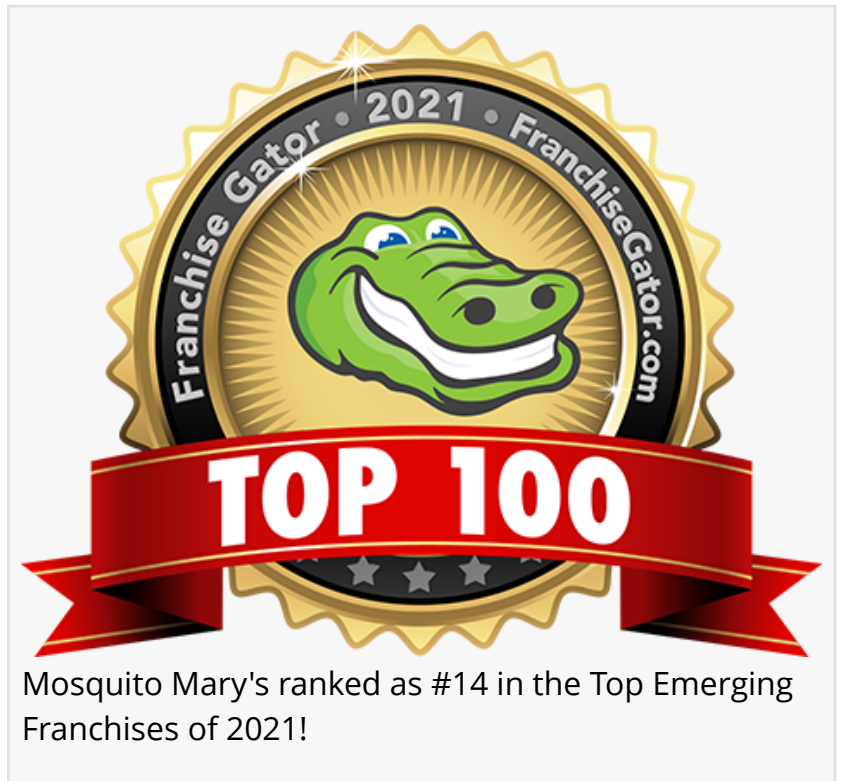 Franchise Gator • 2021 • FranchiseGator.com
TOP 100
Mosquito Mary's ranked as #14 in the Top Emerging
Franchises of 2021!